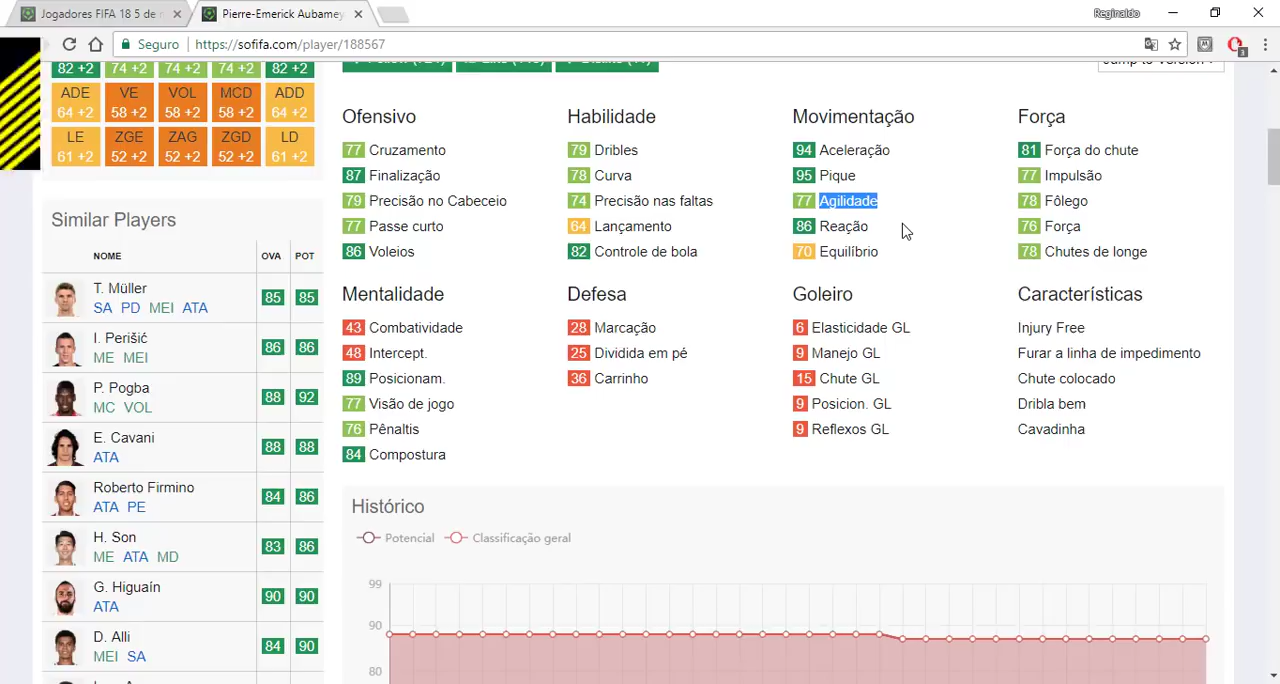 Jogadores FIFA 18 5 de
Pierre-Emerick Aubamey
Reginaldo
Seguro https://sofifa.com/player/188567
3
82 +2 74 +2 74 +2 74 +2 82 +2
ADE VE VOL MCD ADD
64 +2 58 +2 58 +2 58 +2 64 +2
LE ZGE ZAG ZGD LD
61 +2 52 +2 52 +2 52 +2 61 +2
Similar Players
NOME OVA POT
T. Müller
SA PD MEI ATA
85 85
I. Perišić
ME MEI
86 86
P. Pogba
MC VOL
88 92
E. Cavani
ATA
88 88
Roberto Firmino
ATA PE
84 86
H. Son
ME ATA MD
83 86
G. Higuaín
ATA
90 90
D. Alli
MEI SA
84 90
Ofensivo
77 Cruzamento
87 Finalização
79 Precisão no Cabeceio
77 Passe curto
86 Voleios
Habilidade
79 Dribles
78 Curva
74 Precisão nas faltas
64 Lançamento
82 Controle de bola
Movimentação
94 Aceleração
95 Pique
77 Agilidade
86 Reação
70 Equilíbrio
Força
81 Força do chute
77 Impulsão
78 Fôlego
76 Força
78 Chutes de longe
Mentalidade
43 Combatividade
48 Intercept.
89 Posicionam.
77 Visão de jogo
76 Pênaltis
84 Compostura
Defesa
28 Marcação
25 Dividida em pé
36 Carrinho
Goleiro
6 Elasticidade GL
9 Manejo GL
15 Chute GL
9 Posicion. GL
9 Reflexos GL
Características
Injury Free
Furar a linha de impedimento
Chute colocado
Dribla bem
Cavadinha
Histórico
Potencial Classificação geral
99
90
80